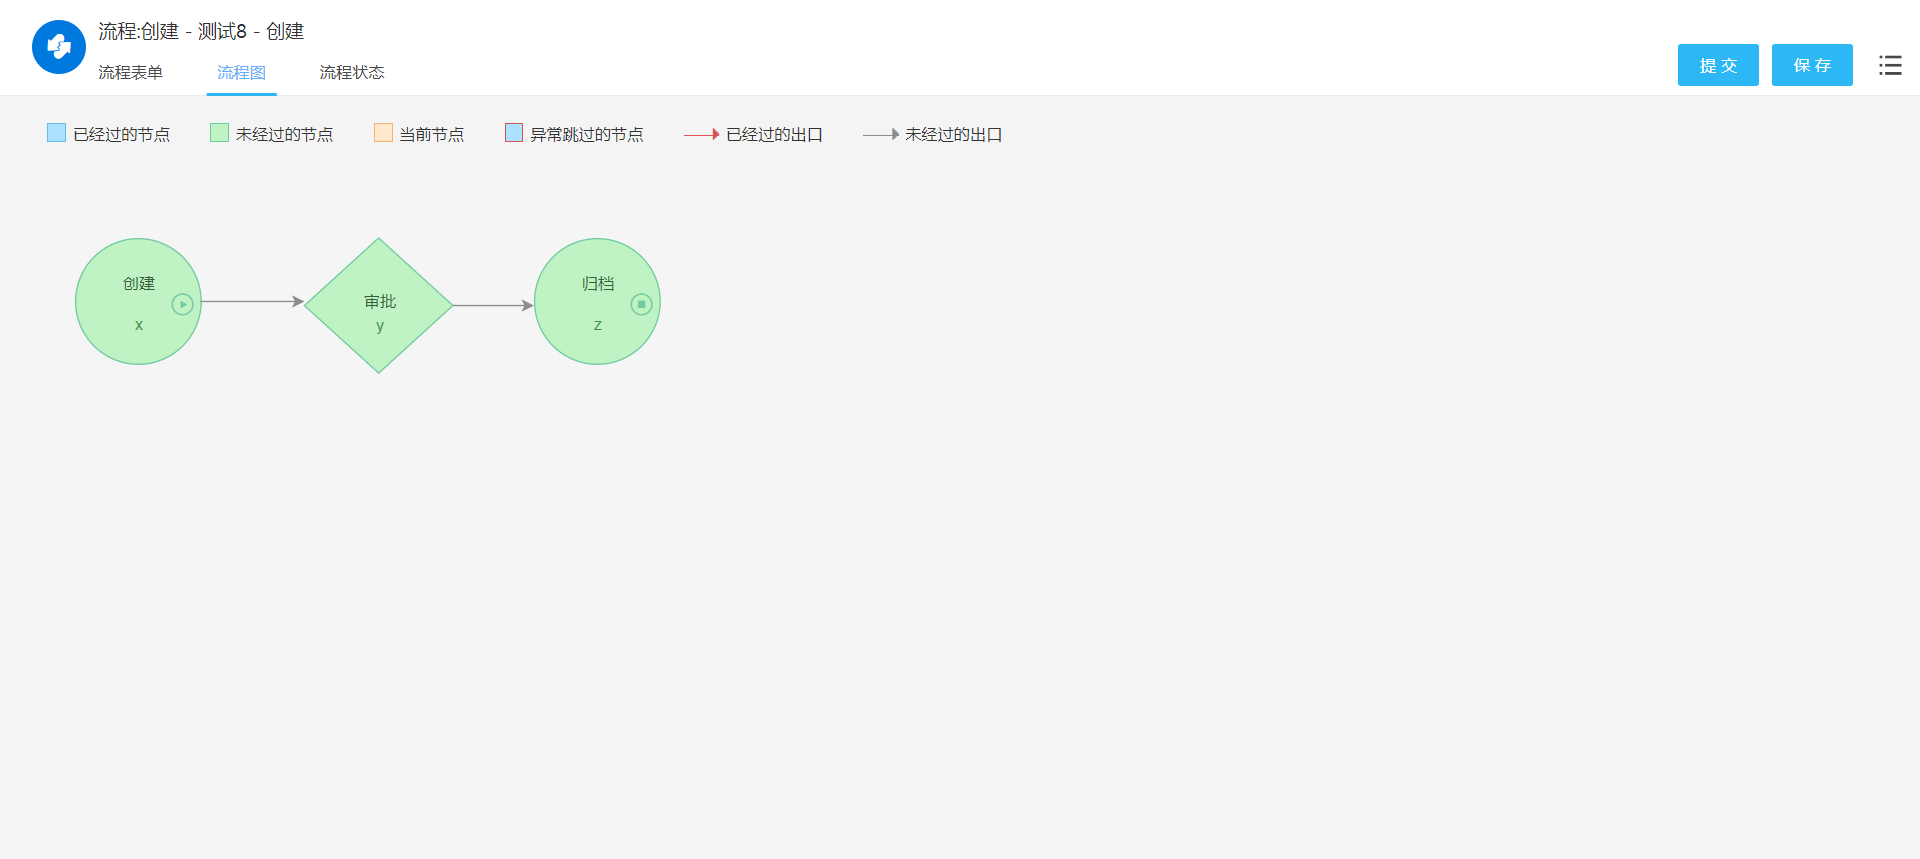 流程:创建 - 测试8 - 创建
流程表单 流程图 流程状态
提 交 保 存
已经过的节点 未经过的节点 当前节点 异常跳过的节点 已经过的出口 未经过的出口
创建
x
审批
y
归档
z